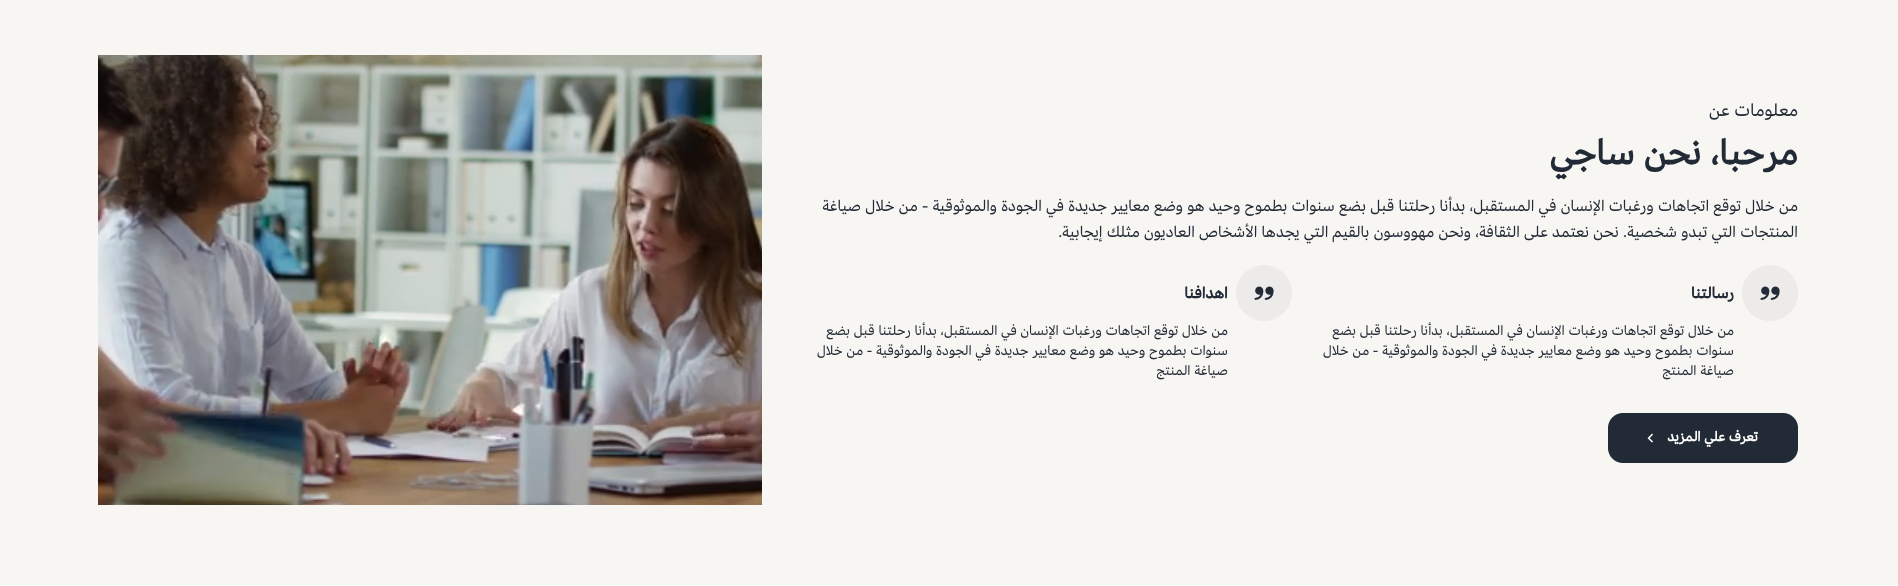 معلومات عن
مرحبا، نحن ساجي
من خلال توقع اتجاهات ورغبات الإنسان في المستقبل، بدأنا رحلتنا قبل بضع سنوات بطموح وحيد هو وضع معايير جديدة في الجودة والموثوقية - من خلال صياغة
المنتجات التي تبدو شخصية. نحن نعتمد على الثقافة، ونحن مهووسون بالقيم التي يجدها الأشخاص العاديون مثلك إيجابية.
رسالتنا
من خلال توقع اتجاهات ورغبات الإنسان في المستقبل، بدأنا رحلتنا قبل بضع
سنوات بطموح وحيد هو وضع معايير جديدة في الجودة والموثوقية - من خلال
صياغة المنتج
اهدافنا
من خلال توقع اتجاهات ورغبات الإنسان في المستقبل، بدأنا رحلتنا قبل بضع
سنوات بطموح وحيد هو وضع معايير جديدة في الجودة والموثوقية - من خلال
صياغة المنتج
تعرف علي المزيد